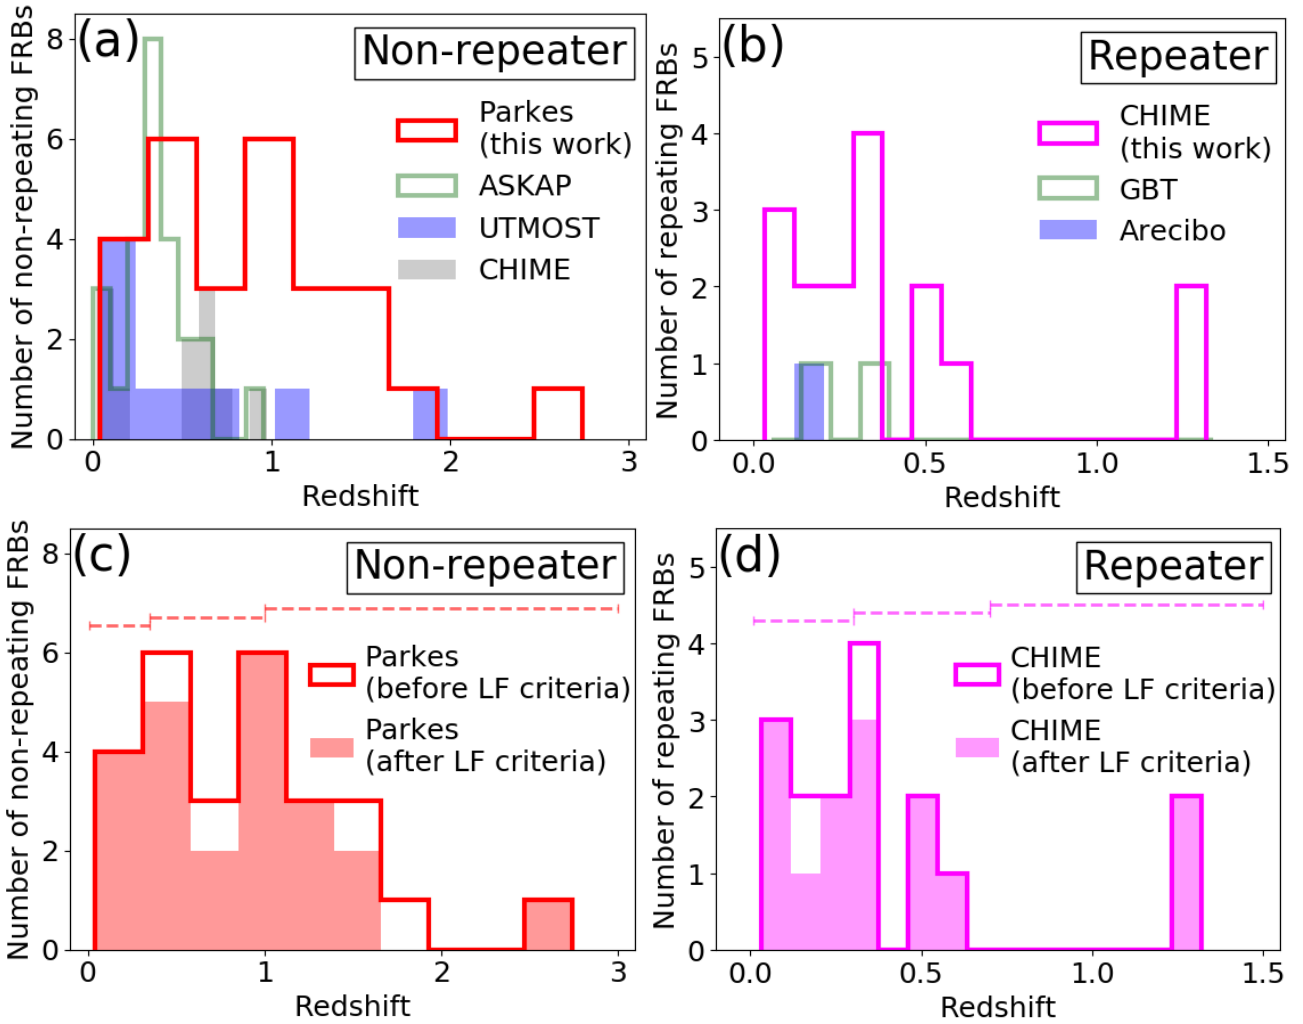 (a)
Non-repeater
Parkes
(this work)
ASKAP
UTMOST
CHIME
Number of non-repeating FRBs
8
6
4
2
0
0
1
2
3
Redshift
(b)
Repeater
CHIME
(this work)
GBT
Arecibo
Number of repeating FRBs
5
4
3
2
1
0
0.0
0.5
1.0
1.5
Redshift
(c)
Non-repeater
Parkes
(before LF criteria)
Parkes
(after LF criteria)
Number of non-repeating FRBs
8
6
4
2
0
0
1
2
3
Redshift
(d)
Repeater
CHIME
(before LF criteria)
CHIME
(after LF criteria)
Number of repeating FRBs
5
4
3
2
1
0
0.0
0.5
1.0
1.5
Redshift